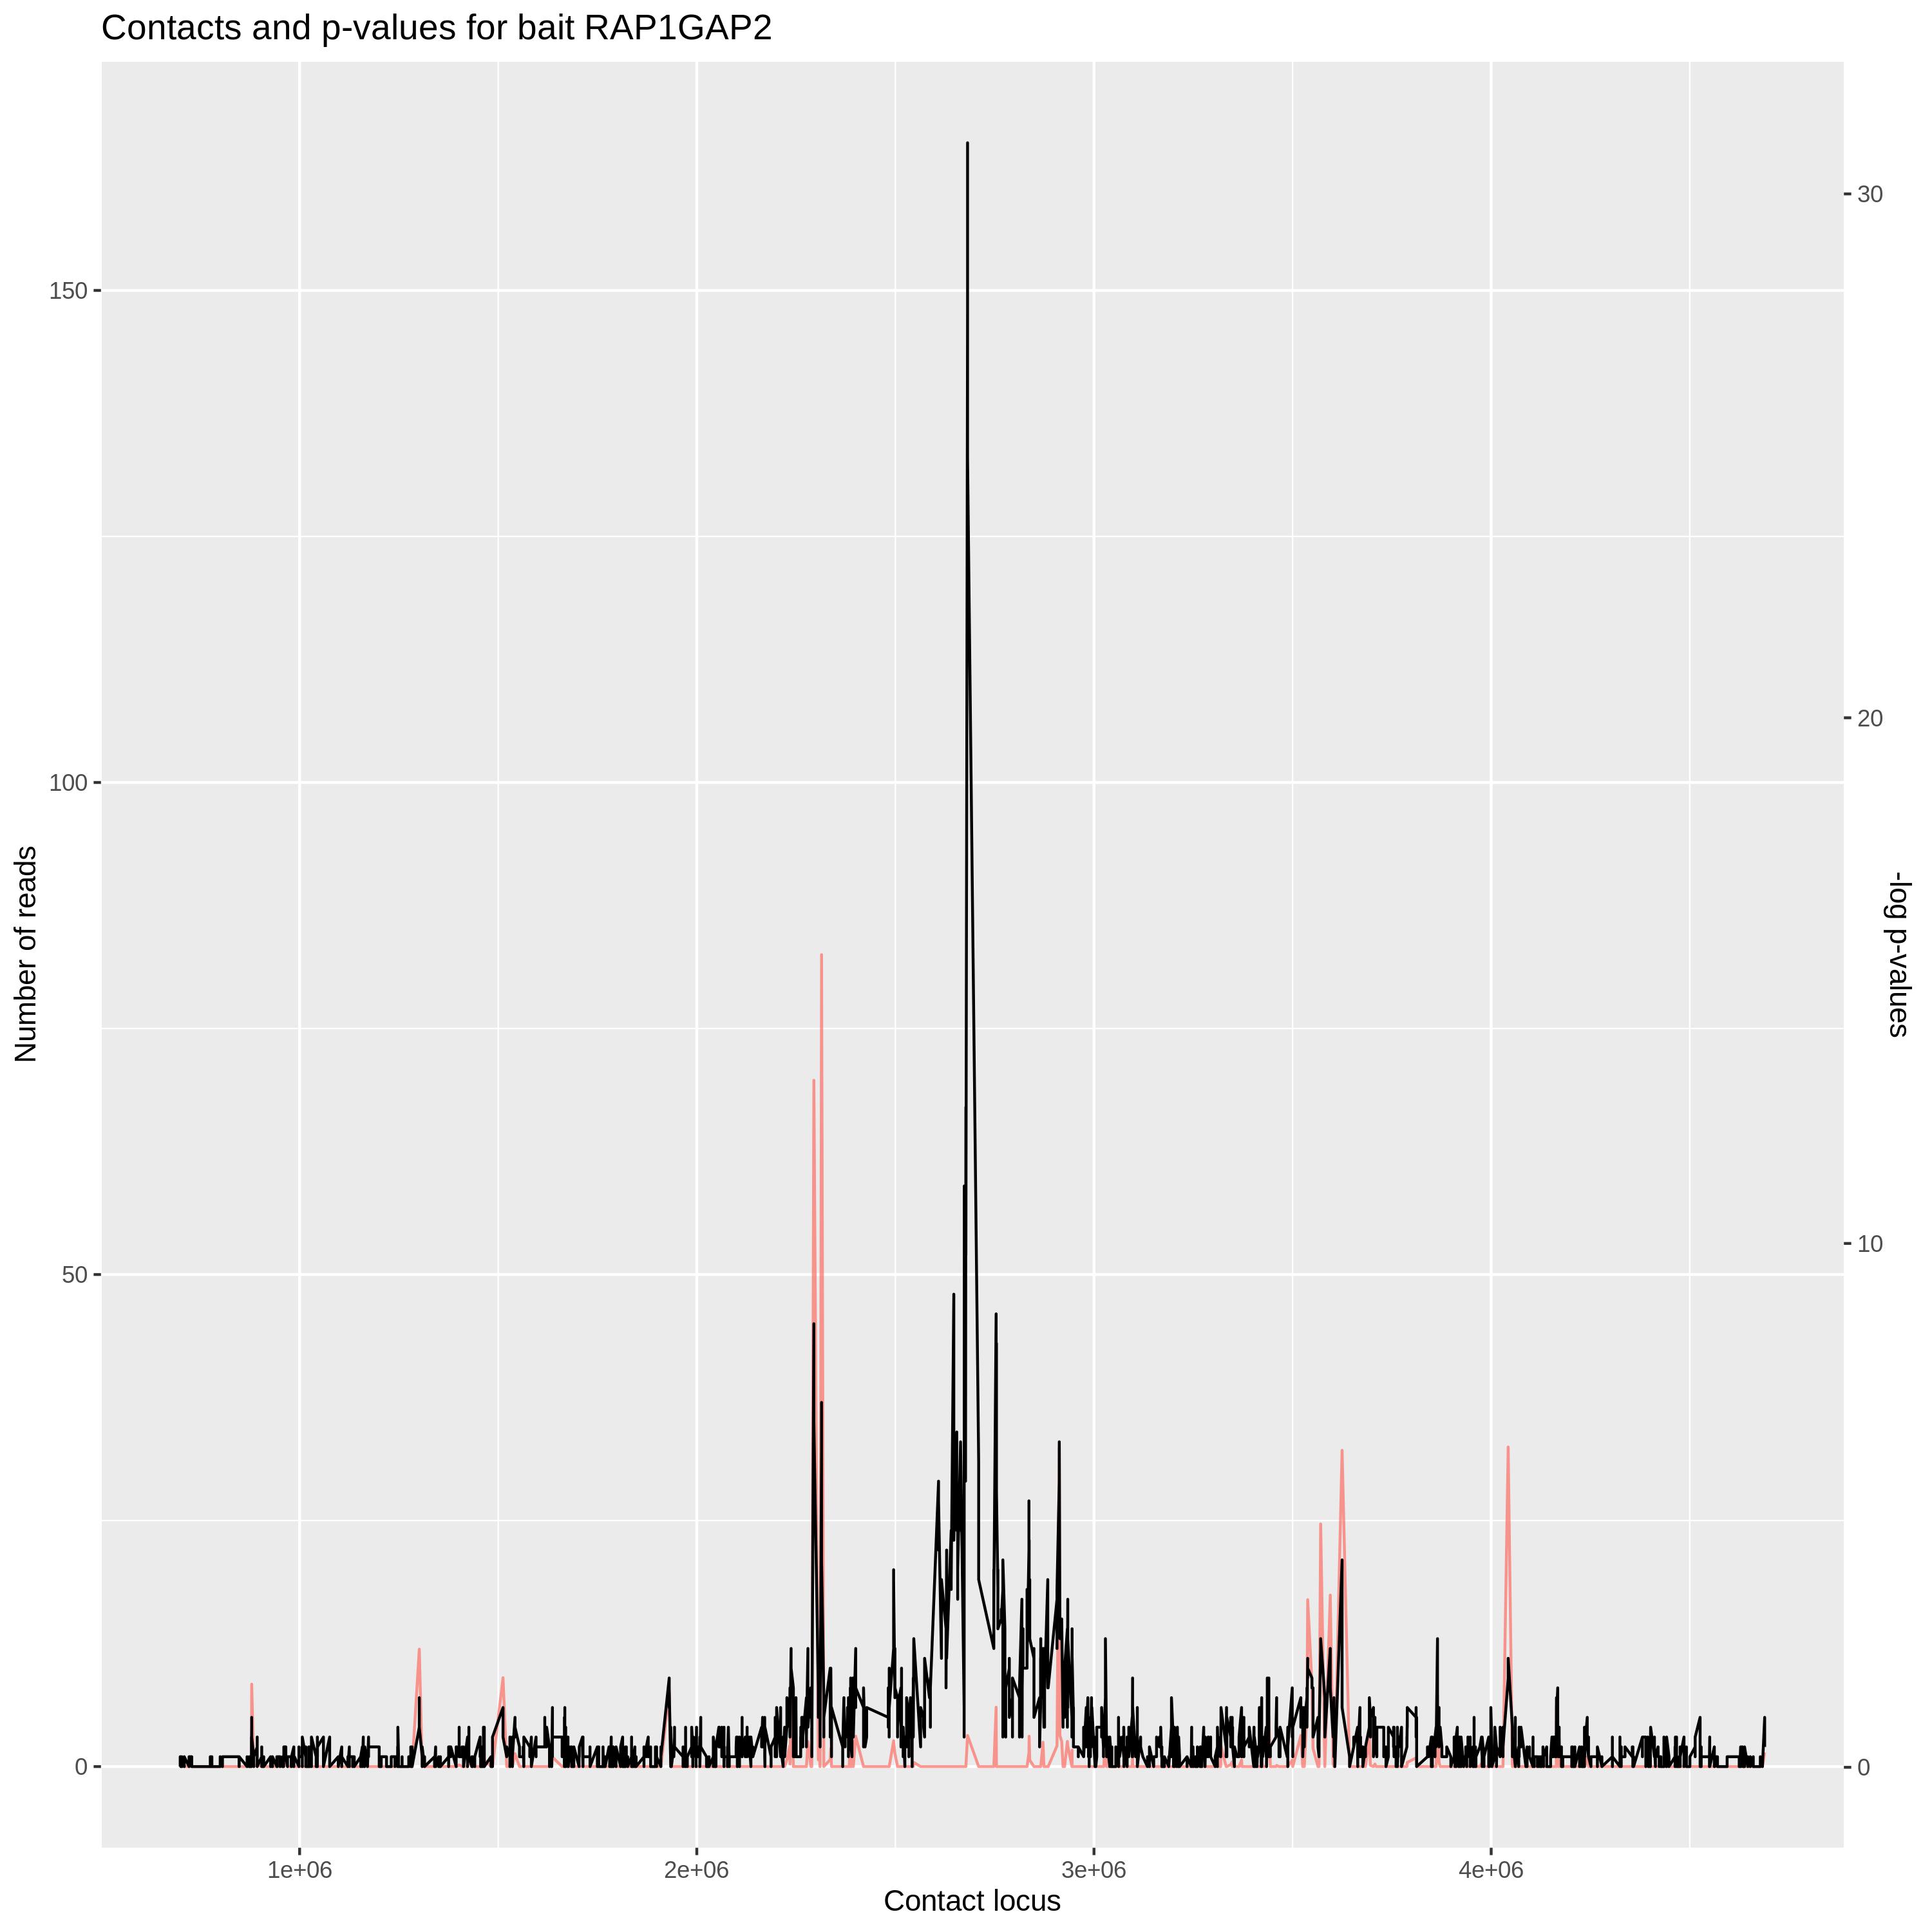 Contacts and p-values for bait RAP1GAP2
150
100
50
0
Number of reads
30
20
10
0
-log p-values
1e+06
2e+06
3e+06
4e+06
Contact locus